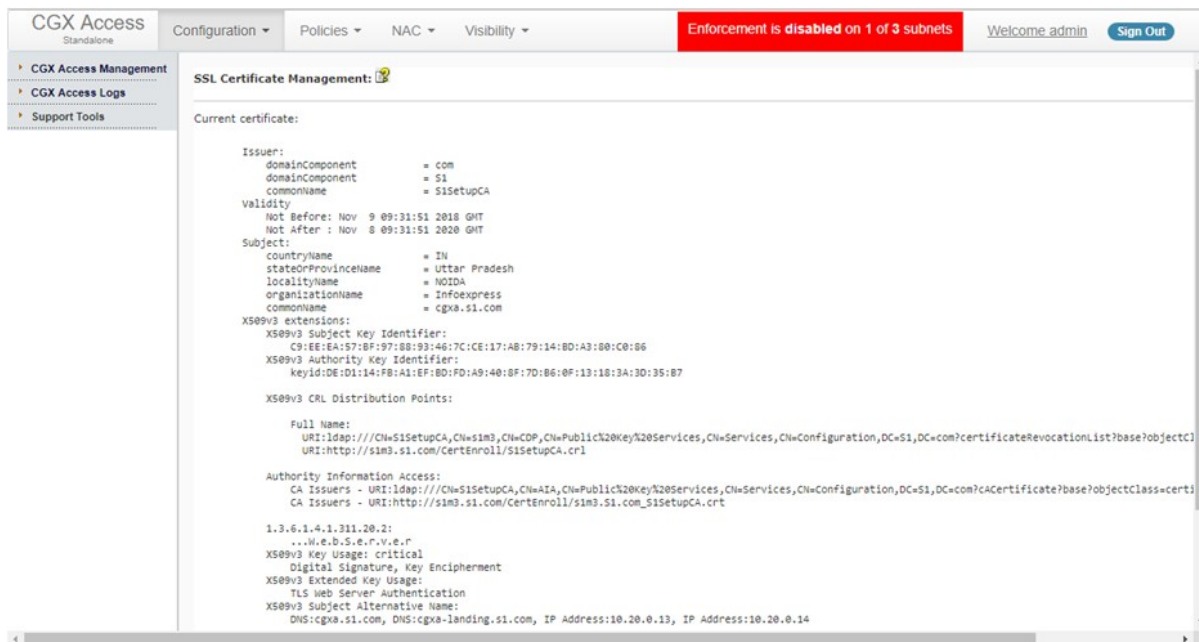 CGX Access
Standalone
Configuration
Policies
NAC
Visibility
Enforcement is disabled on 1 of 3 subnets
Welcome admin
Sign Out
CGX Access Management
CGX Access Logs
Support Tools
SSL Certificate Management:
Current certificate:
Issuer:
domainComponent = com
domainComponent = S1
commonName = S1SetupCA
Validity
Not Before: Nov 9 09:31:51 2018 GMT
Not After : Nov 8 09:31:51 2020 GMT
Subject:
countryName = IN
stateOrProvinceName = Uttar Pradesh
localityName = NOIDA
organizationName = Infoexpress
commonName = cgxa.s1.com
X509v3 extensions:
X509v3 Subject Key Identifier:
C9:EE:EA:57:BF:97:88:93:46:7C:CE:17:AB:79:14:BD:A3:80:C0:86
X509v3 Authority Key Identifier:
keyid:DE:D1:14:FB:A1:EF:BD:FD:A9:40:8F:7D:B6:0F:13:18:3A:3D:35:B7
X509v3 CRL Distribution Points:
Full Name:
URI:ldap:///CN=S1SetupCA,CN=s1m3,CN=CDP,CN=Public%20Key%20Services,CN=Services,CN=Configuration,DC=S1,DC=com?certificateRevocationList?base?objectCl
URI:http://s1m3.s1.com/CertEnroll/S1SetupCA.crl
Authority Information Access:
CA Issuers - URI:ldap:///CN=S1SetupCA,CN=AIA,CN=Public%20Key%20Services,CN=Services,CN=Configuration,DC=S1,DC=com?cACertificate?base?objectClass=certi
CA Issuers - URI:http://s1m3.s1.com/CertEnroll/s1m3.S1.com_S1SetupCA.crt
1.3.6.1.4.1.311.20.2:
...W.e.b.S.e.r.v.e.r
X509v3 Key Usage: critical
Digital Signature, Key Encipherment
X509v3 Extended Key Usage:
TLS Web Server Authentication
X509v3 Subject Alternative Name:
DNS:cgxa.s1.com, DNS:cgxa-landing.s1.com, IP Address:10.20.0.13, IP Address:10.20.0.14